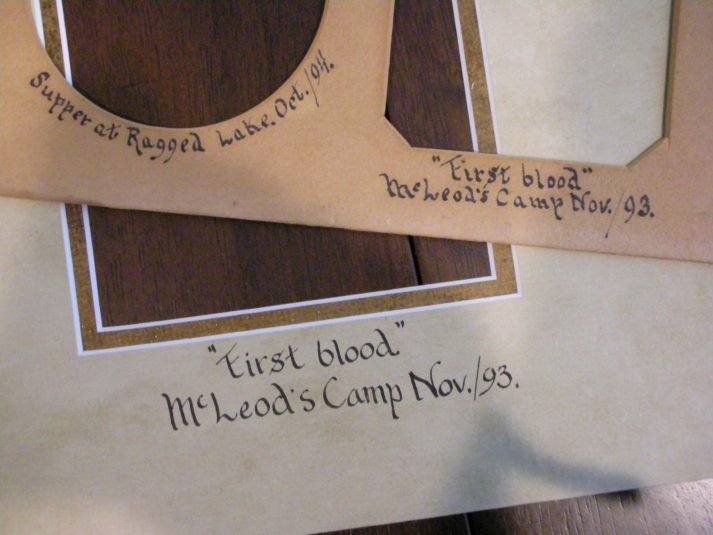 Supper at Ragged Lake. Oct./94.
"First blood"
McLeod's Camp Nov./93.
"First blood"
McLeod's Camp Nov./93.